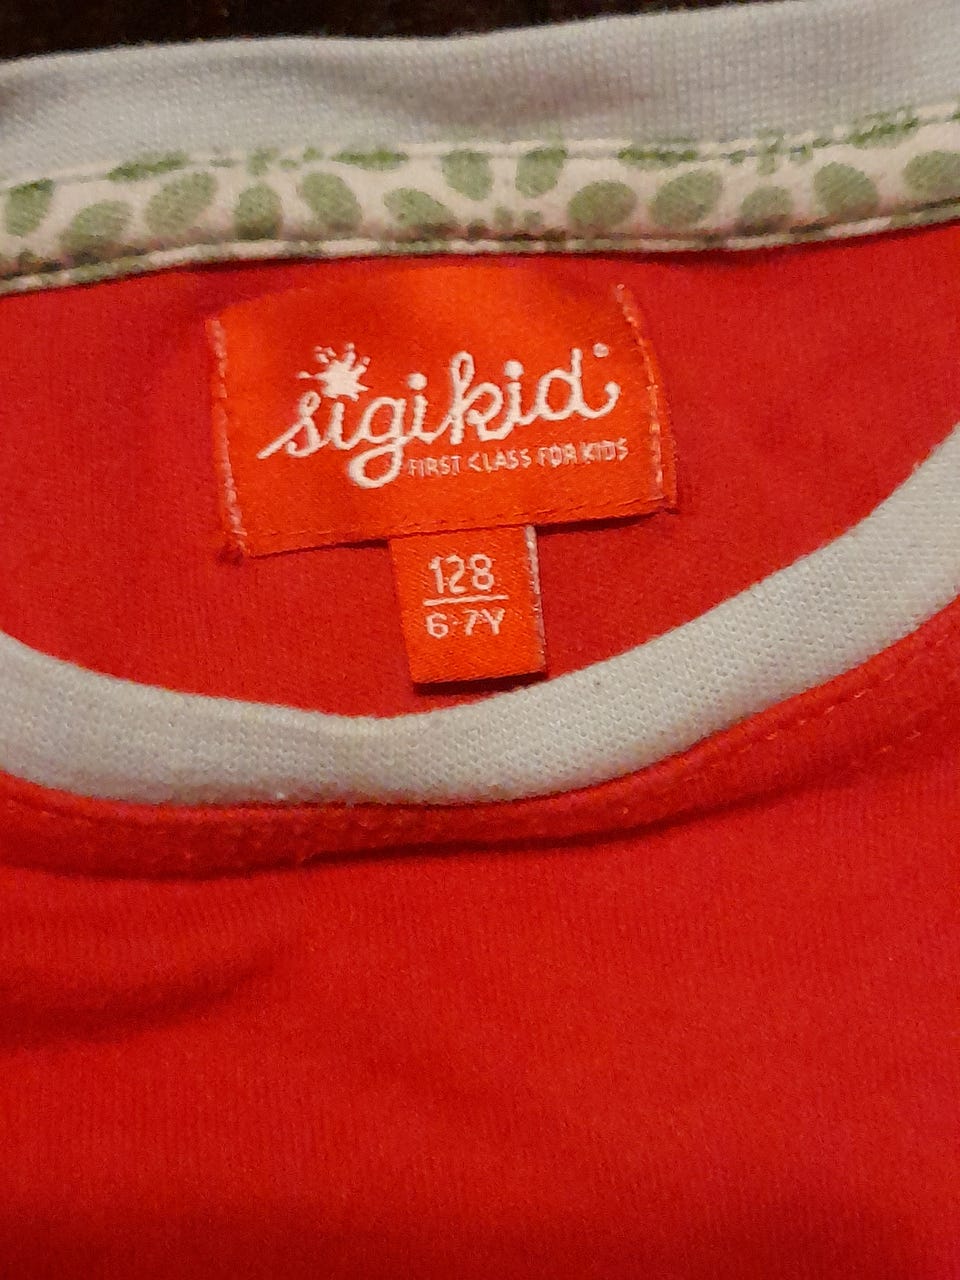 sigikid
FIRST CLASS FOR KIDS
128
6-7Y